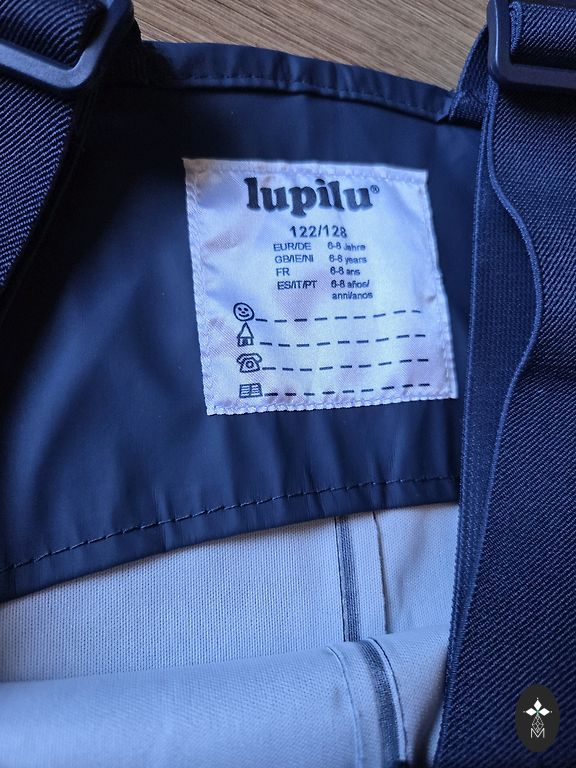 lupilu®
122/128
EUR/DE 6-8 Jahre
GB/IE/NI 6-8 years
FR 6-8 ans
ES/IT/PT 6-8 años/
anni/anos
M